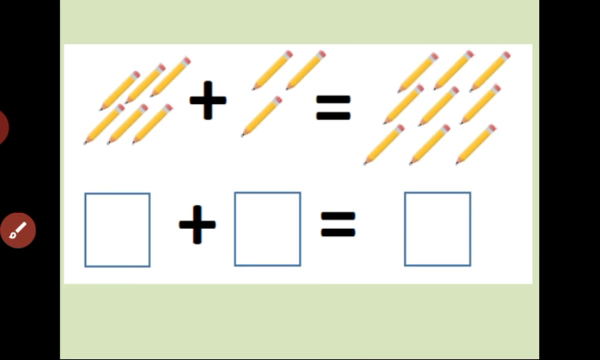 + =
+ =